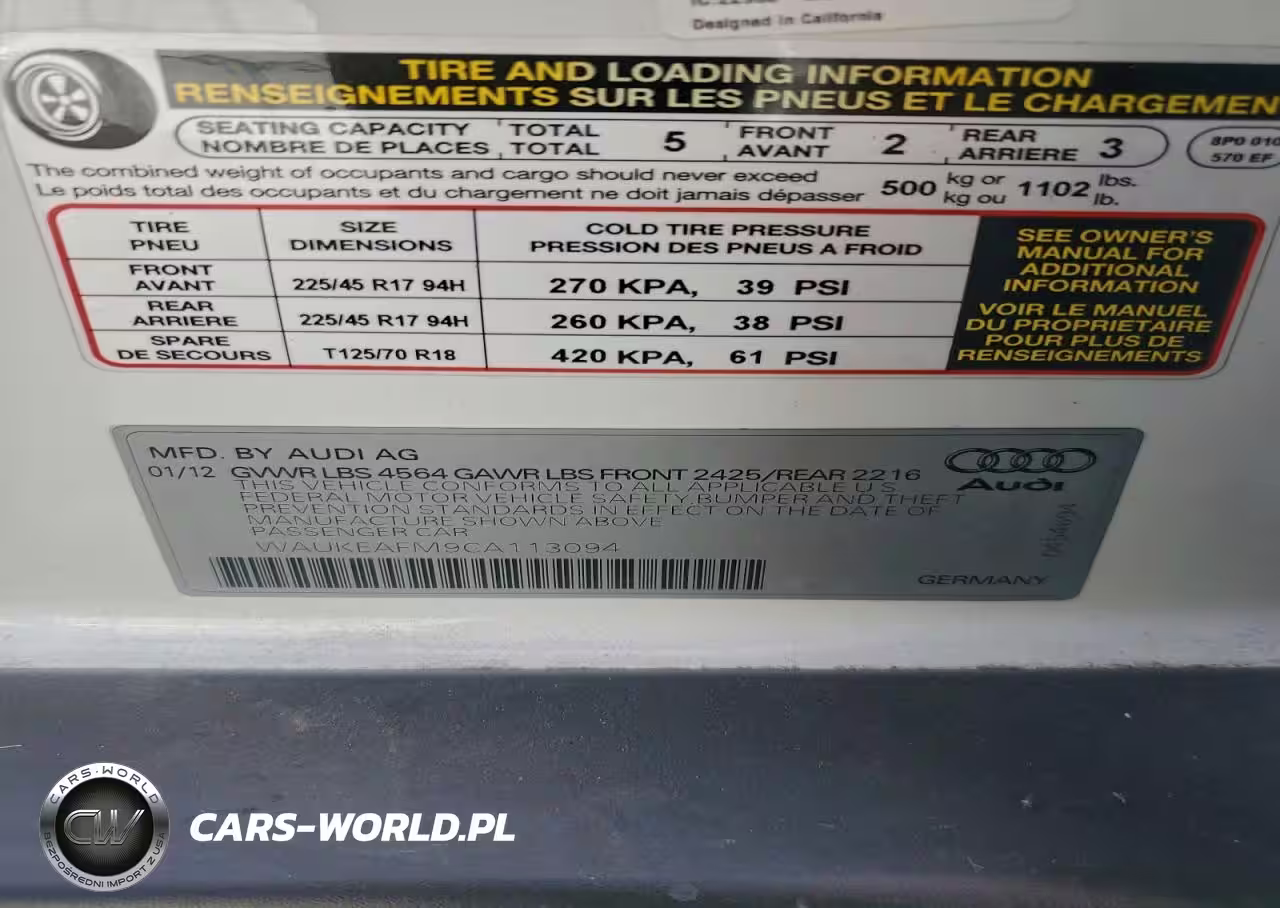 Designed in California
TIRE AND LOADING INFORMATION
RENSEIGNEMENTS SUR LES PNEUS ET LE CHARGEMEN
SEATING CAPACITY TOTAL 5 FRONT 2 REAR 3
NOMBRE DE PLACES TOTAL AVANT ARRIERE
8P0 010
570 EF
The combined weight of occupants and cargo should never exceed 500 kg or 1102 lbs.
Le poids total des occupants et du chargement ne doit jamais dépasser kg ou lb.
TIRE SIZE COLD TIRE PRESSURE
PNEU DIMENSIONS PRESSION DES PNEUS A FROID
FRONT
AVANT 225/45 R17 94H 270 KPA, 39 PSI
REAR
ARRIERE 225/45 R17 94H 260 KPA, 38 PSI
SPARE
DE SECOURS T125/70 R18 420 KPA, 61 PSI
SEE OWNER'S
MANUAL FOR
ADDITIONAL
INFORMATION
VOIR LE MANUEL
DU PROPRIETAIRE
POUR PLUS DE
RENSEIGNEMENTS
MFD. BY AUDI AG
01/12 GVWR LBS 4564 GAWR LBS FRONT 2425/REAR 2216
THIS VEHICLE CONFORMS TO ALL APPLICABLE U.S.
FEDERAL MOTOR VEHICLE SAFETY,BUMPER AND THEFT
PREVENTION STANDARDS IN EFFECT ON THE DATE OF
MANUFACTURE SHOWN ABOVE
PASSENGER CAR
WAUKEAFM9CA113094
Audi
GERMANY
CARS-WORLD
CW
BEZPOŚREDNI IMPORT Z USA
CARS-WORLD.PL